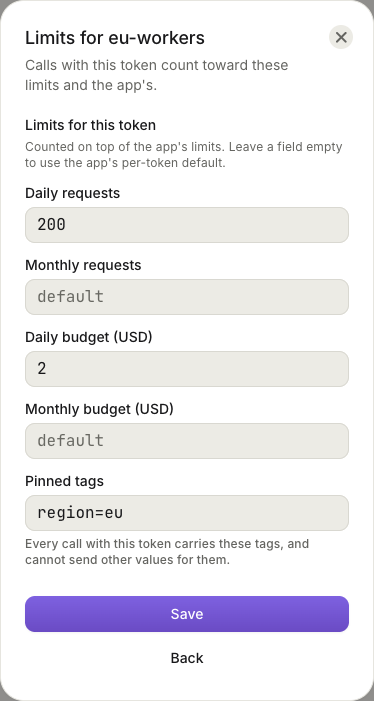 Limits for eu-workers
Calls with this token count toward these
limits and the app's.
Limits for this token
Counted on top of the app's limits. Leave a field empty
to use the app's per-token default.
Daily requests
200
Monthly requests
default
Daily budget (USD)
2
Monthly budget (USD)
default
Pinned tags
region=eu
Every call with this token carries these tags, and
cannot send other values for them.
Save
Back